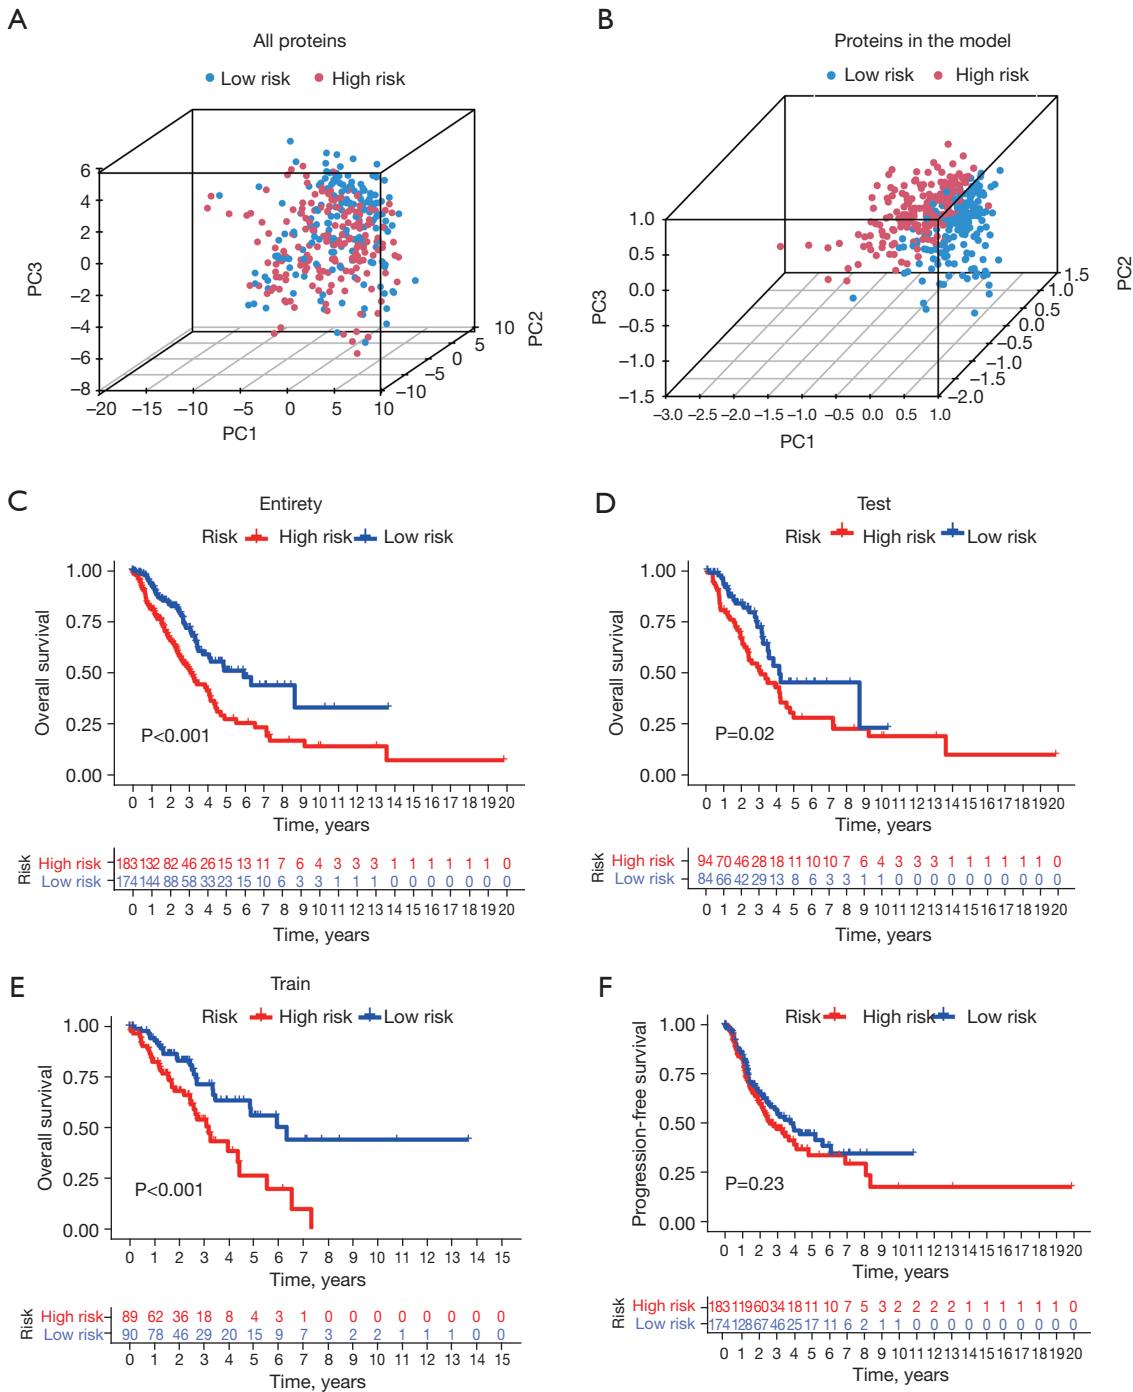 A
All proteins
Low risk High risk
6
4
2
0
−2
−4
−6
−8
PC3
−20 −15 −10 −5 0 5 10
PC1
−10
−5
0
5
10
PC2
B
Proteins in the model
Low risk High risk
1.0
0.5
0.0
−0.5
−1.0
−1.5
PC3
−3.0 −2.5 −2.0 −1.5 −1.0 −0.5 0.0 0.5 1.0
PC1
−2.0
−1.5
−1.0
−0.5
0.0
0.5
1.0
1.5
PC2
C
Entirety
Risk High risk Low risk
1.00
0.75
0.50
0.25
0.00
Overall survival
P<0.001
0 1 2 3 4 5 6 7 8 9 10 11 12 13 14 15 16 17 18 19 20
Time, years
Risk
High risk 183 132 82 46 26 15 13 11 7 6 4 3 3 3 1 1 1 1 1 1 0
Low risk 174 144 88 58 33 23 15 10 6 3 3 1 1 1 0 0 0 0 0 0 0
0 1 2 3 4 5 6 7 8 9 10 11 12 13 14 15 16 17 18 19 20
Time, years
D
Test
Risk High risk Low risk
1.00
0.75
0.50
0.25
0.00
Overall survival
P=0.02
0 1 2 3 4 5 6 7 8 9 10 11 12 13 14 15 16 17 18 19 20
Time, years
Risk
High risk 94 70 46 28 18 11 10 10 7 6 4 3 3 3 1 1 1 1 1 1 0
Low risk 84 66 42 29 13 8 6 3 3 1 1 0 0 0 0 0 0 0 0 0 0
0 1 2 3 4 5 6 7 8 9 10 11 12 13 14 15 16 17 18 19 20
Time, years
E
Train
Risk High risk Low risk
1.00
0.75
0.50
0.25
0.00
Overall survival
P<0.001
0 1 2 3 4 5 6 7 8 9 10 11 12 13 14 15
Time, years
Risk
High risk 89 62 36 18 8 4 3 1 0 0 0 0 0 0 0 0
Low risk 90 78 46 29 20 15 9 7 3 2 2 1 1 1 0 0
0 1 2 3 4 5 6 7 8 9 10 11 12 13 14 15
Time, years
F
Risk High risk Low risk
1.00
0.75
0.50
0.25
0.00
Progression-free survival
P=0.23
0 1 2 3 4 5 6 7 8 9 10 11 12 13 14 15 16 17 18 19 20
Time, years
Risk
High risk 183 119 60 34 18 11 10 7 5 3 2 2 2 2 1 1 1 1 1 1 0
Low risk 174 128 67 46 25 17 11 6 2 1 1 0 0 0 0 0 0 0 0 0 0
0 1 2 3 4 5 6 7 8 9 10 11 12 13 14 15 16 17 18 19 20
Time, years